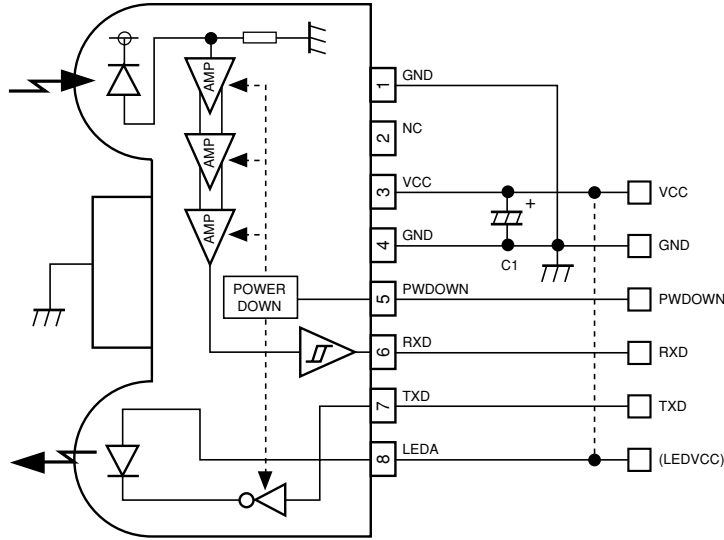 AMP
AMP
AMP
POWER
DOWN
1
GND
2
NC
3
VCC
+
VCC
4
GND
C1
GND
5
PWDOWN
PWDOWN
6
RXD
RXD
7
TXD
TXD
8
LEDA
(LEDVCC)